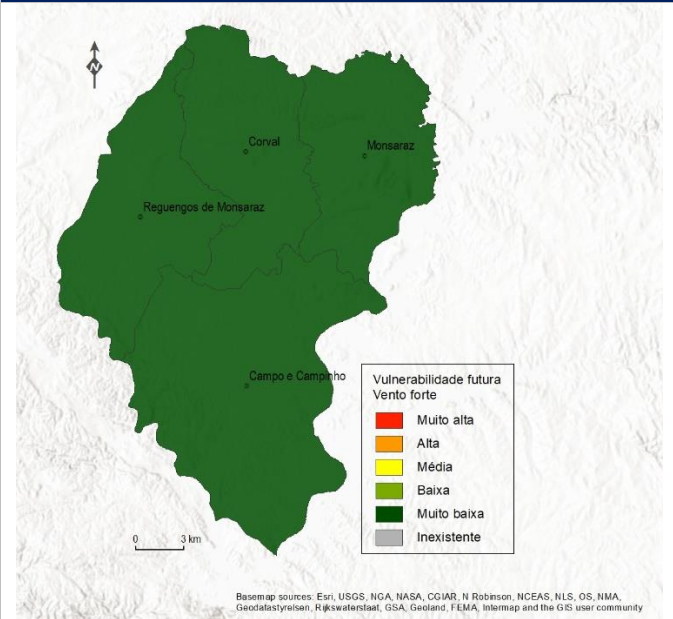 N
Corval
Monsaraz
Reguengos de Monsaraz
Campo e Campinho
Vulnerabilidade futura
Vento forte
Muito alta
Alta
Média
Baixa
Muito baixa
Inexistente
0 3 km
Basemap sources: Esri, USGS, NGA, NASA, CGIAR, N Robinson, NCEAS, NLS, OS, NMA,
Geodatastyrelsen, Rijkswaterstaat, GSA, Geoland, FEMA, Intermap and the GIS user community